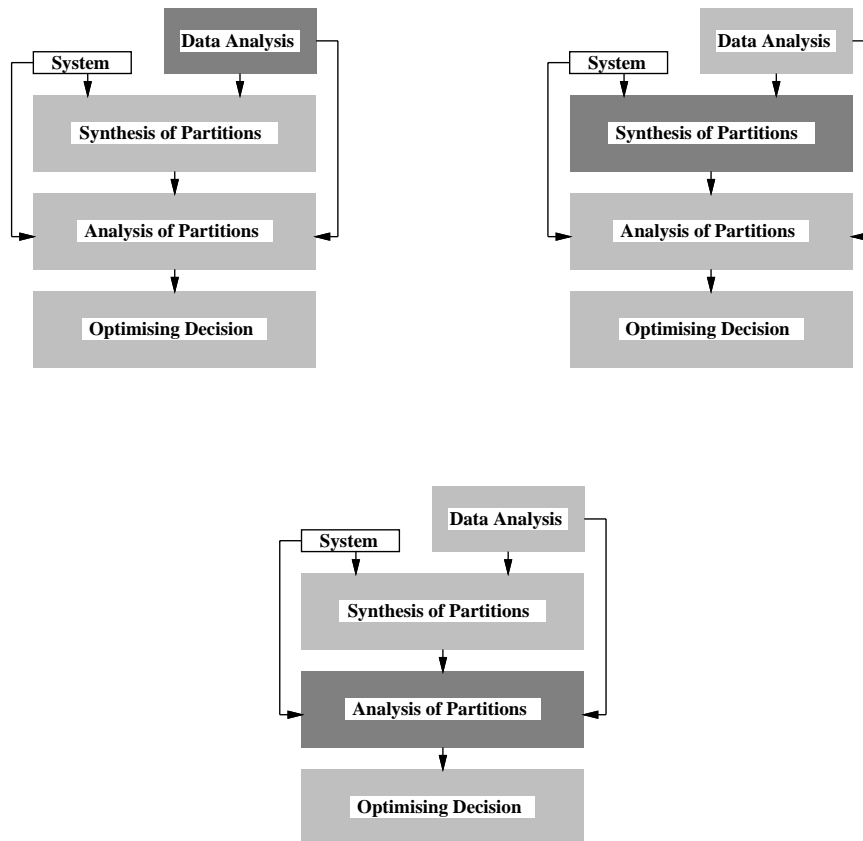 Data Analysis
System
Synthesis of Partitions
Analysis of Partitions
Optimising Decision
Data Analysis
System
Synthesis of Partitions
Analysis of Partitions
Optimising Decision
Data Analysis
System
Synthesis of Partitions
Analysis of Partitions
Optimising Decision